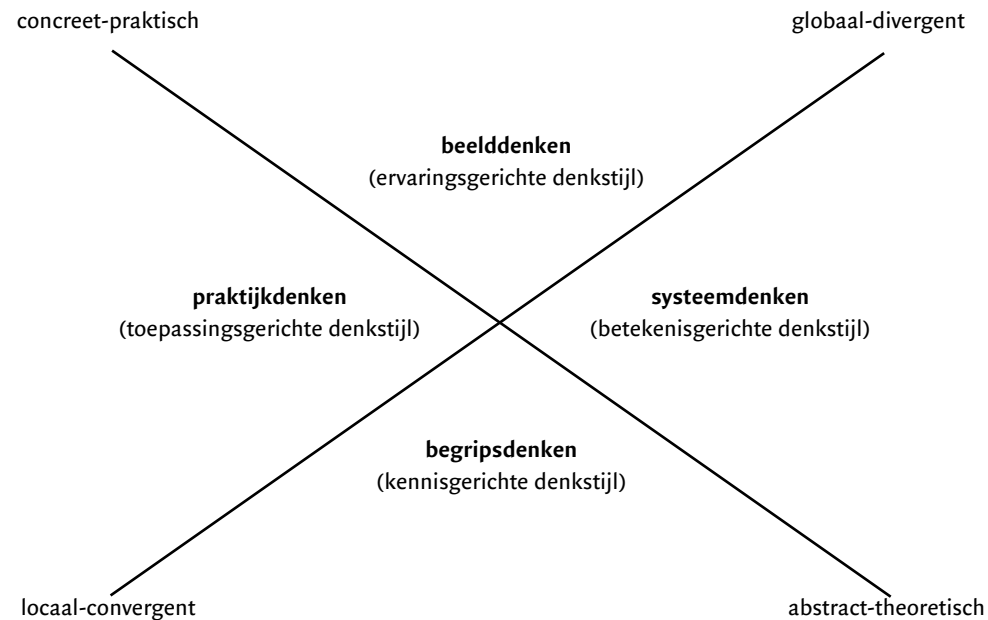 concreet-praktisch
globaal-divergent
beelddenken
(ervaringsgerichte denkstijl)
praktijkdenken
(toepassingsgerichte denkstijl)
systeemdenken
(betekenisgerichte denkstijl)
begripsdenken
(kennisgerichte denkstijl)
locaal-convergent
abstract-theoretisch